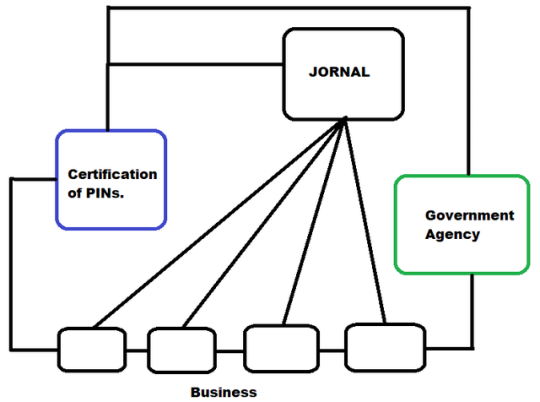 JORNAL
Certification
of PINs.
Government
Agency
Business